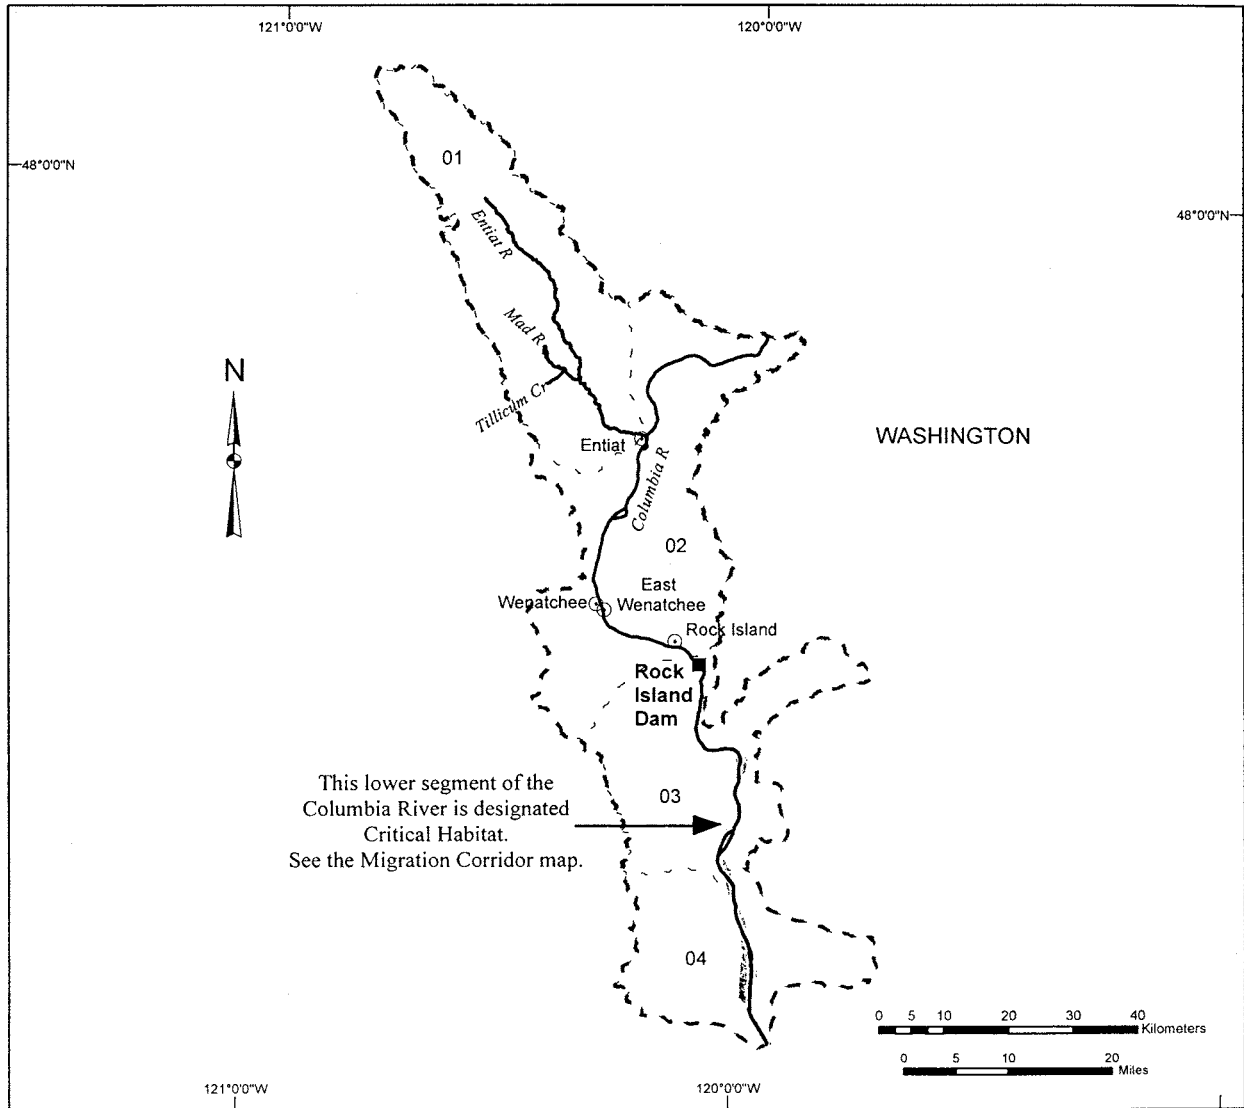 121°0'0"W
120°0'0"W
48°0'0"N
48°0'0"N
01
Entiat R
Mad R
Tillicum Cr
N
Entiat
Columbia R
WASHINGTON
02
East
Wenatchee
Wenatchee
Rock Island
Rock
Island
Dam
This lower segment of the
Columbia River is designated
Critical Habitat.
See the Migration Corridor map.
03
04
0 5 10 20 30 40
Kilometers
0 5 10 20
Miles
121°0'0"W
120°0'0"W